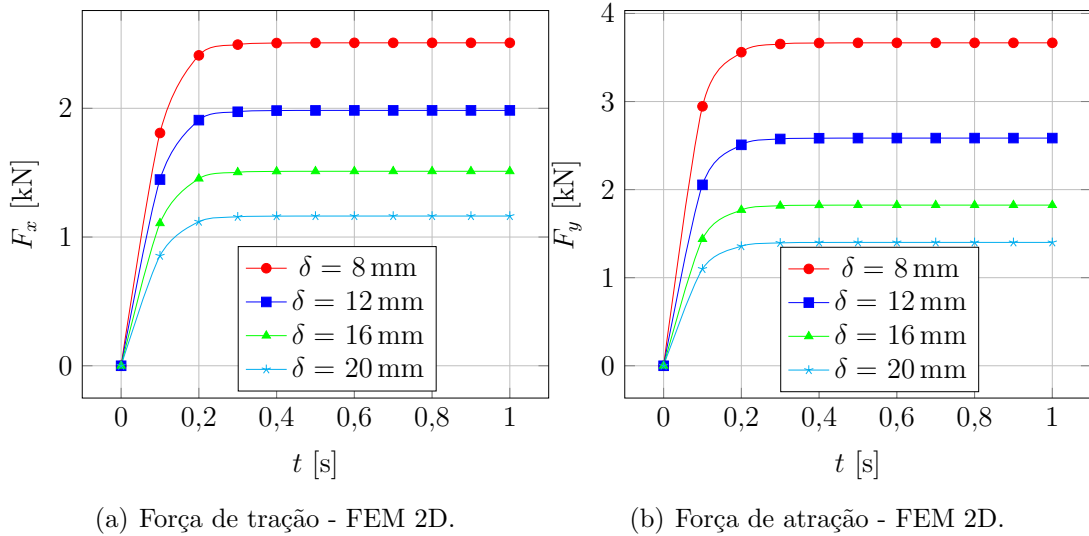 2
1
0
F_x [kN]
δ = 8 mm
δ = 12 mm
δ = 16 mm
δ = 20 mm
0 0,2 0,4 0,6 0,8 1
t [s]
(a) Força de tração - FEM 2D.
4
3
2
1
0
F_y [kN]
δ = 8 mm
δ = 12 mm
δ = 16 mm
δ = 20 mm
0 0,2 0,4 0,6 0,8 1
t [s]
(b) Força de atração - FEM 2D.